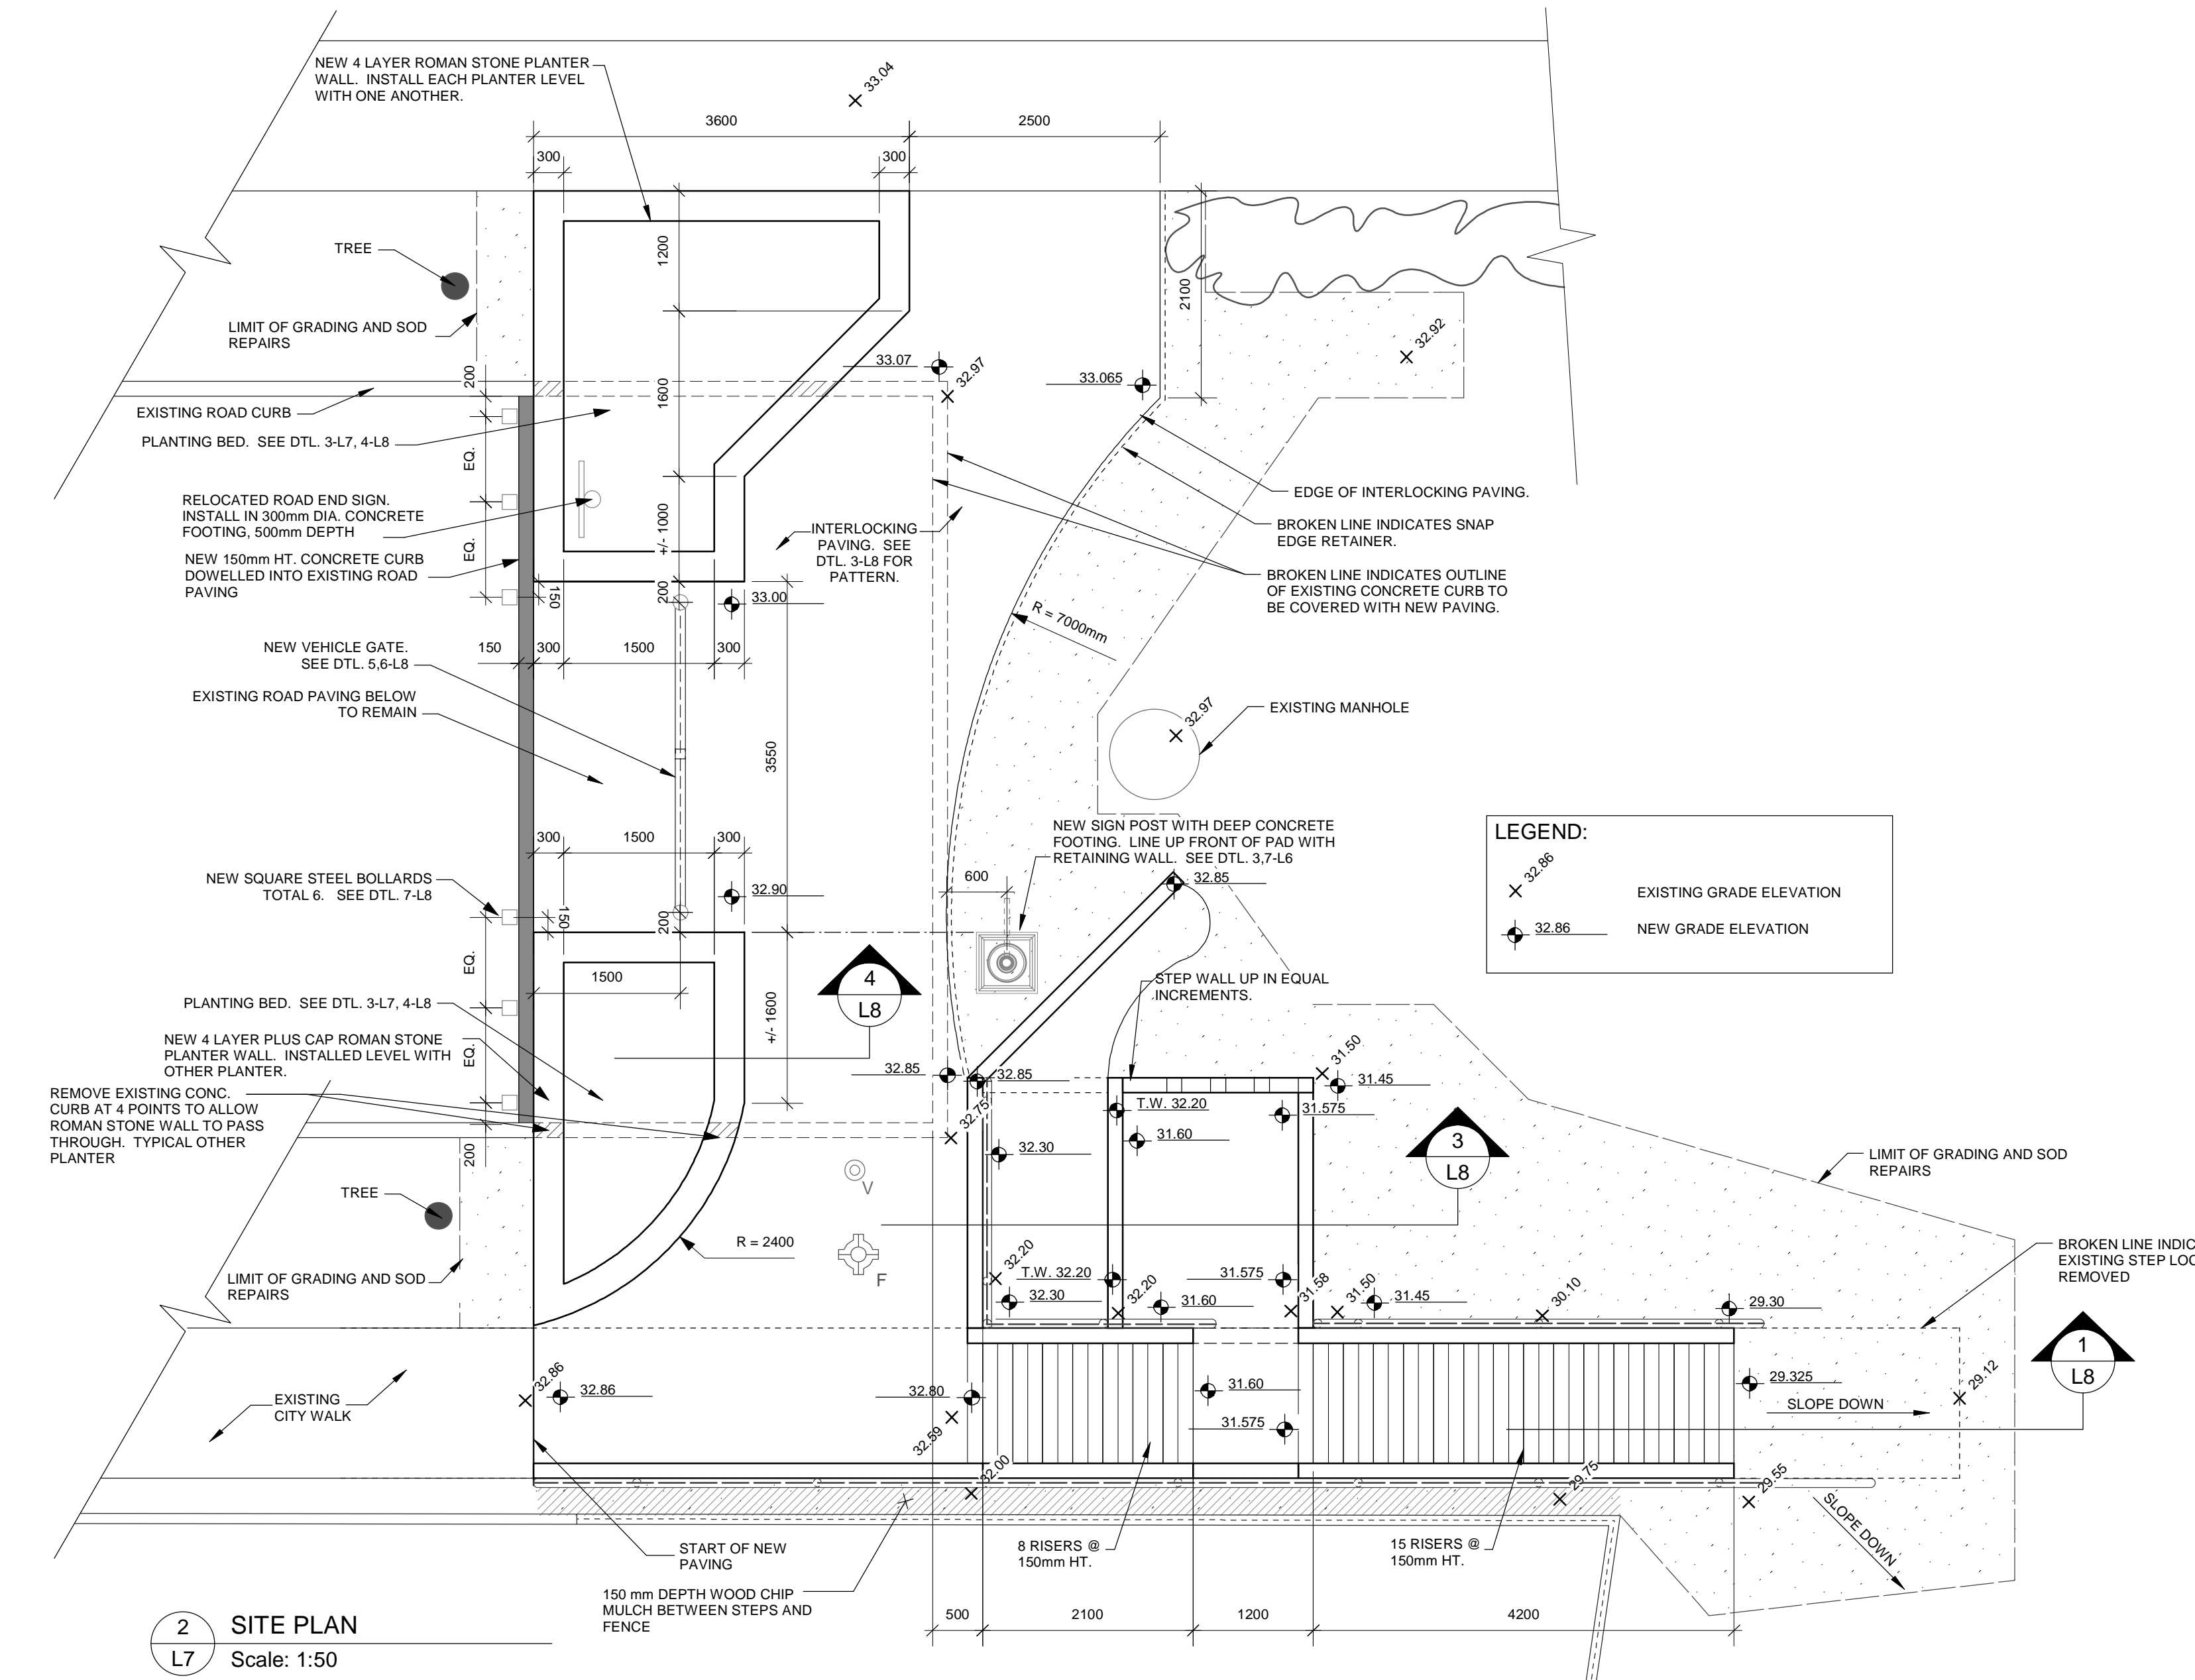 NEW 4 LAYER ROMAN STONE PLANTER
WALL. INSTALL EACH PLANTER LEVEL
WITH ONE ANOTHER.
33.04
3600
2500
300
300
TREE
1200
2100
LIMIT OF GRADING AND SOD
REPAIRS
32.92
33.07
32.97
33.065
200
1600
EXISTING ROAD CURB
PLANTING BED. SEE DTL. 3-L7, 4-L8
EQ.
RELOCATED ROAD END SIGN.
INSTALL IN 300mm DIA. CONCRETE
FOOTING, 500mm DEPTH
EDGE OF INTERLOCKING PAVING.
BROKEN LINE INDICATES SNAP
EDGE RETAINER.
+/- 1000
INTERLOCKING
PAVING. SEE
DTL. 3-L8 FOR
PATTERN.
EQ.
NEW 150mm HT. CONCRETE CURB
DOWELLED INTO EXISTING ROAD
PAVING
BROKEN LINE INDICATES OUTLINE
OF EXISTING CONCRETE CURB TO
BE COVERED WITH NEW PAVING.
150
200
33.00
R = 7000mm
NEW VEHICLE GATE.
SEE DTL. 5,6-L8
150
300
1500
300
EXISTING ROAD PAVING BELOW
TO REMAIN
32.97
EXISTING MANHOLE
3550
300
1500
300
NEW SIGN POST WITH DEEP CONCRETE
FOOTING. LINE UP FRONT OF PAD WITH
RETAINING WALL. SEE DTL. 3,7-L6
LEGEND:
32.86
EXISTING GRADE ELEVATION
32.86
NEW GRADE ELEVATION
NEW SQUARE STEEL BOLLARDS
TOTAL 6. SEE DTL. 7-L8
600
32.85
32.90
150
200
EQ.
1500
4
L8
STEP WALL UP IN EQUAL
INCREMENTS.
PLANTING BED. SEE DTL. 3-L7, 4-L8
+/- 1600
NEW 4 LAYER PLUS CAP ROMAN STONE
PLANTER WALL. INSTALLED LEVEL WITH
OTHER PLANTER.
EQ.
REMOVE EXISTING CONC.
CURB AT 4 POINTS TO ALLOW
ROMAN STONE WALL TO PASS
THROUGH. TYPICAL OTHER
PLANTER
32.85
32.85
31.50
31.45
32.75
T.W. 32.20
31.575
31.60
32.30
3
L8
200
LIMIT OF GRADING AND SOD
REPAIRS
TREE
V
R = 2400
F
BROKEN LINE INDIC
EXISTING STEP LOC
REMOVED
LIMIT OF GRADING AND SOD
REPAIRS
32.20
T.W. 32.20
32.30
32.20
31.60
31.575
31.58
31.50
31.45
30.10
29.30
1
L8
32.86
32.86
32.80
31.60
29.325
29.12
EXISTING
CITY WALK
SLOPE DOWN
32.59
31.575
32.00
29.75
29.55
SLOPE DOWN
START OF NEW
PAVING
8 RISERS @
150mm HT.
15 RISERS @
150mm HT.
150 mm DEPTH WOOD CHIP
MULCH BETWEEN STEPS AND
FENCE
500
2100
1200
4200
2
L7
SITE PLAN
Scale: 1:50